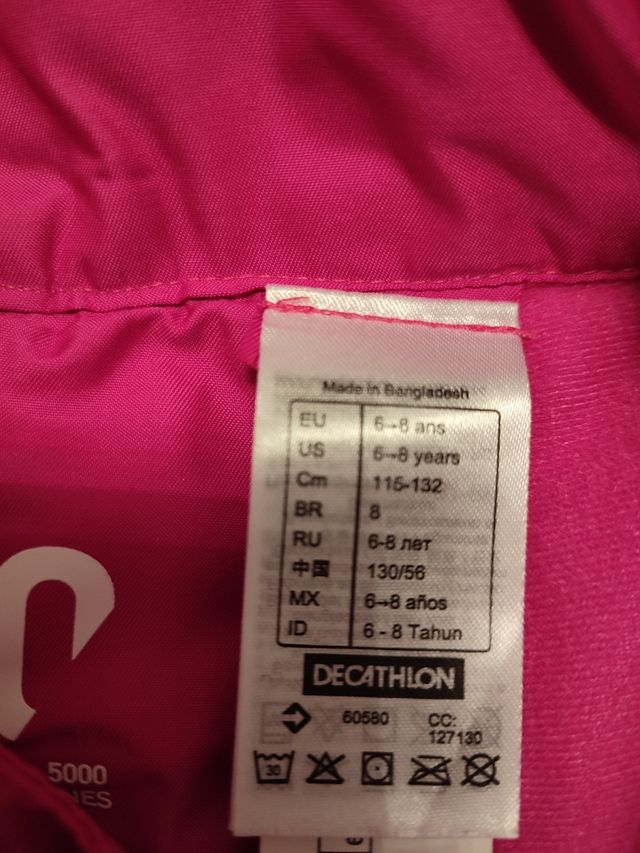 Made in Bangladesh
EU 6→8 ans
US 6→8 years
Cm 115-132
BR 8
RU 6-8 лет
中国 130/56
MX 6→8 años
ID 6 - 8 Tahun
DECATHLON
60580 CC:
127130
30
5000